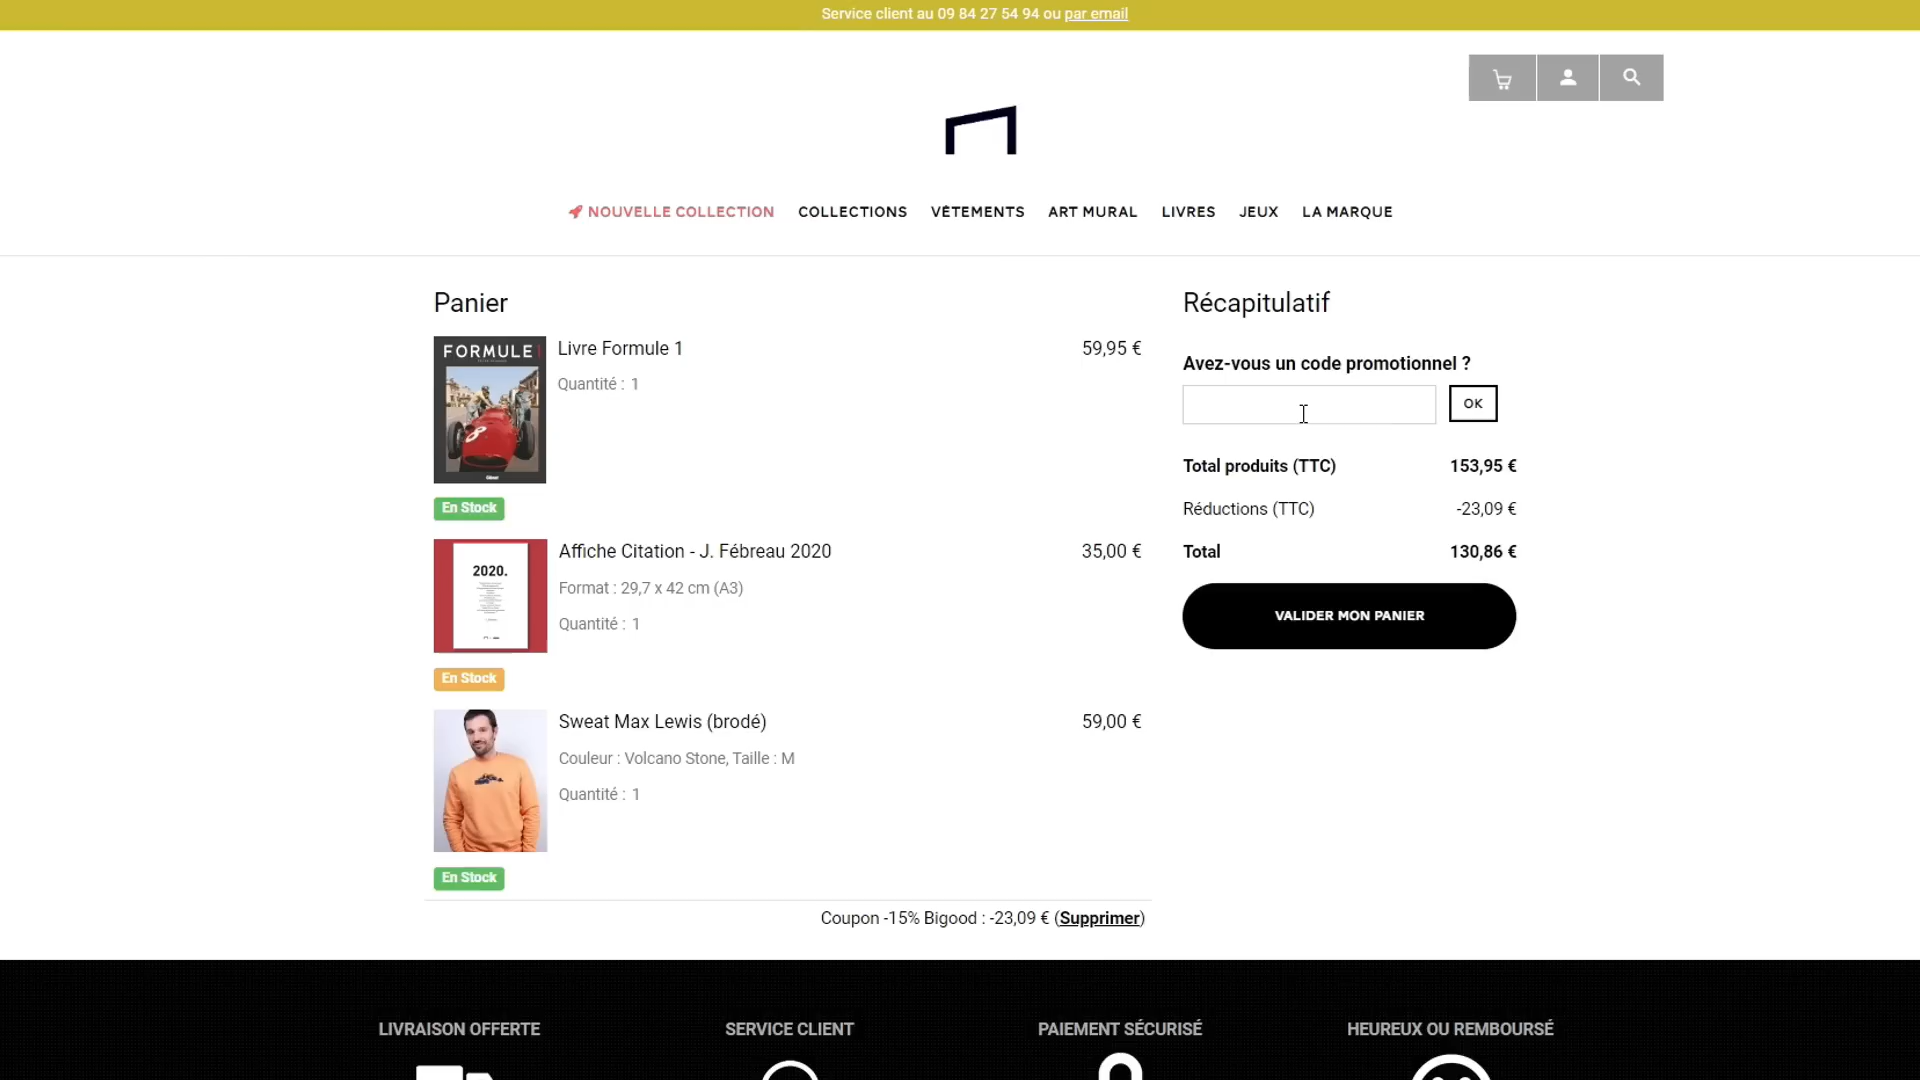 Service client au 09 84 27 54 94 ou par email
NOUVELLE COLLECTION COLLECTIONS VÊTEMENTS ART MURAL LIVRES JEUX LA MARQUE
Panier
FORMULE 1
8
Livre Formule 1 59,95 €
Quantité : 1
En Stock
2020.
Affiche Citation - J. Fébreau 2020 35,00 €
Format : 29,7 x 42 cm (A3)
Quantité : 1
En Stock
Sweat Max Lewis (brodé) 59,00 €
Couleur : Volcano Stone, Taille : M
Quantité : 1
En Stock
Coupon -15% Bigood : -23,09 € (Supprimer)
Récapitulatif
Avez-vous un code promotionnel ?
OK
Total produits (TTC) 153,95 €
Réductions (TTC) -23,09 €
Total 130,86 €
VALIDER MON PANIER
LIVRAISON OFFERTE SERVICE CLIENT PAIEMENT SÉCURISÉ HEUREUX OU REMBOURSÉ